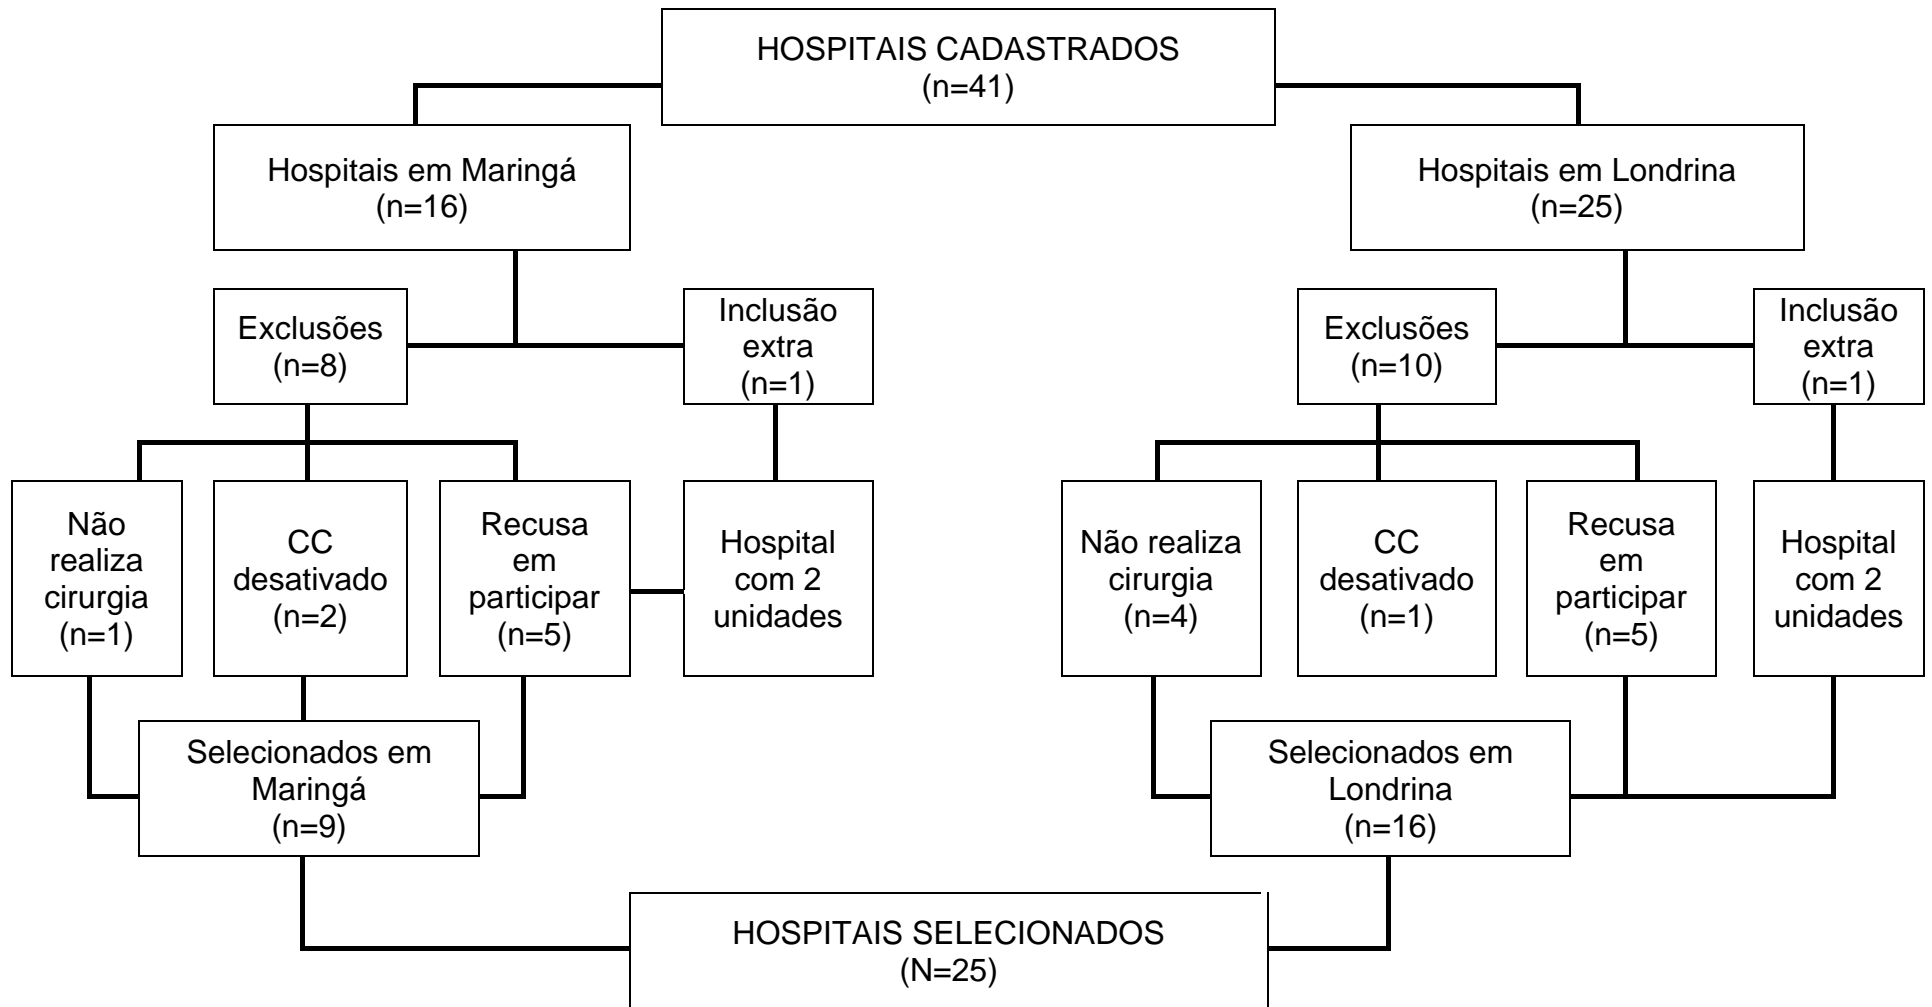 HOSPITAIS CADASTRADOS
(n=41)
Hospitais em Maringá
(n=16)
Hospitais em Londrina
(n=25)
Exclusões
(n=8)
Inclusão
extra
(n=1)
Exclusões
(n=10)
Inclusão
extra
(n=1)
Não
realiza
cirurgia
(n=1)
CC
desativado
(n=2)
Recusa
em
participar
(n=5)
Hospital
com 2
unidades
Não realiza
cirurgia
(n=4)
CC
desativado
(n=1)
Recusa
em
participar
(n=5)
Hospital
com 2
unidades
Selecionados em
Maringá
(n=9)
Selecionados em
Londrina
(n=16)
HOSPITAIS SELECIONADOS
(N=25)